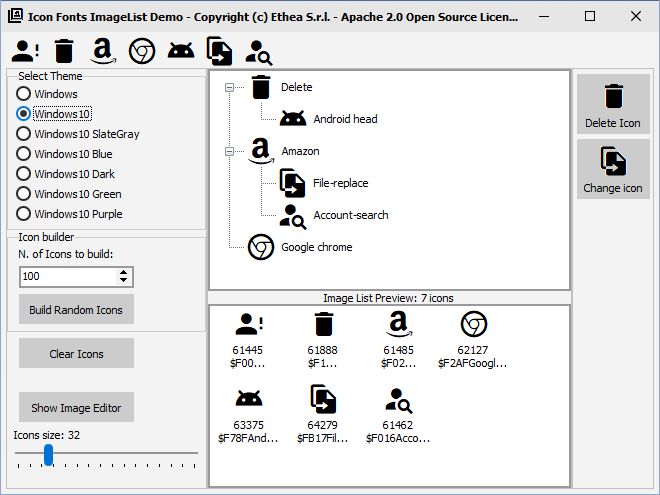 Icon Fonts ImageList Demo - Copyright (c) Ethea S.r.l. - Apache 2.0 Open Source Licen...
Select Theme
Windows
Windows10
Windows10 SlateGray
Windows10 Blue
Windows10 Dark
Windows10 Green
Windows10 Purple
Icon builder
N. of Icons to build:
100
Build Random Icons
Clear Icons
Show Image Editor
Icons size: 32
Delete
Android head
Amazon
File-replace
Account-search
Google chrome
Image List Preview: 7 icons
61445 61888 61485 62127
$F00... $F1... $F02... $F2AFGoogl...
63375 64279 61462
$F78FAnd... $FB17Fil... $F016Acco...
Delete Icon
Change icon